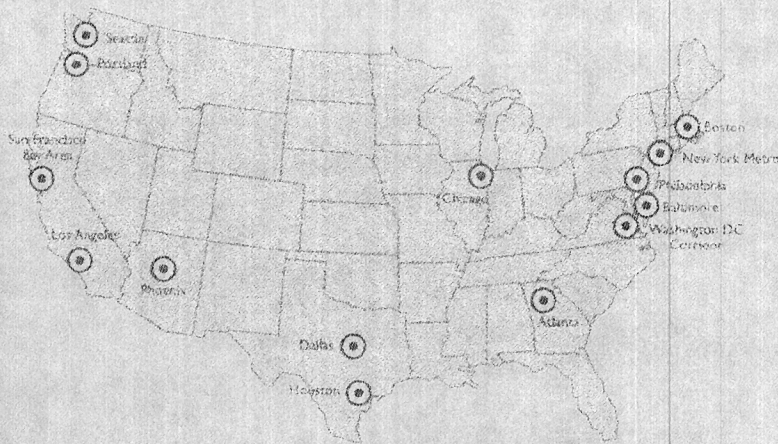 Seattle
Portland
San Francisco
Bay Area
Los Angeles
Phoenix
Dallas
Houston
Chicago
Atlanta
Boston
New York Metro
Philadelphia
Baltimore
Washington DC
Corridor